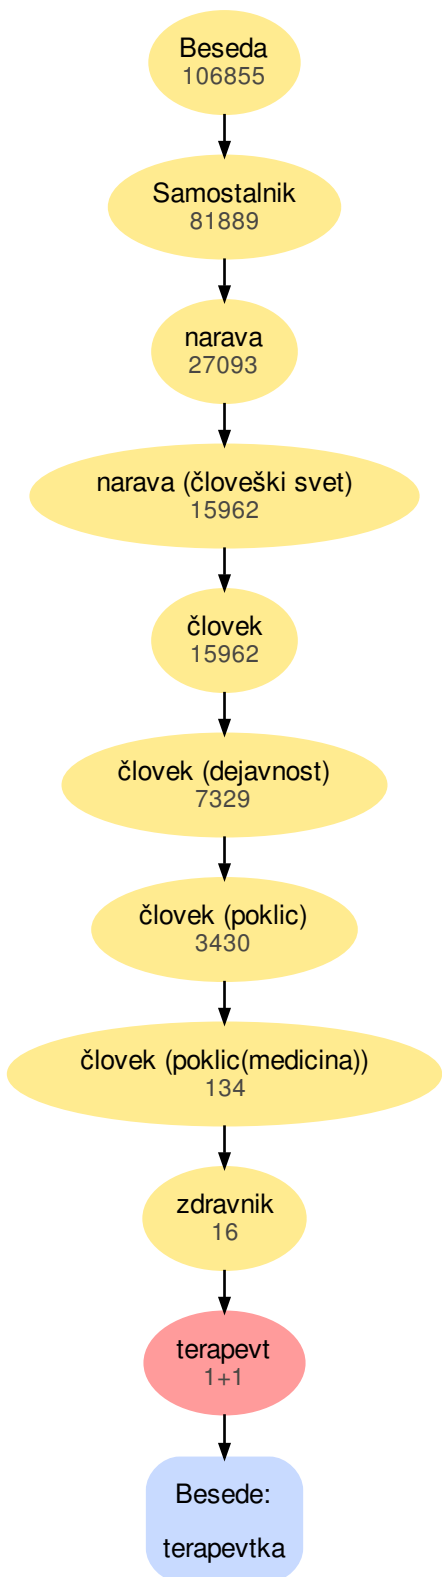 Beseda
106855
Samostalnik
81889
narava
27093
narava (človeški svet)
15962
človek
15962
človek (dejavnost)
7329
človek (poklic)
3430
človek (poklic(medicina))
134
zdravnik
16
terapevt
1+1
Besede:
terapevtka